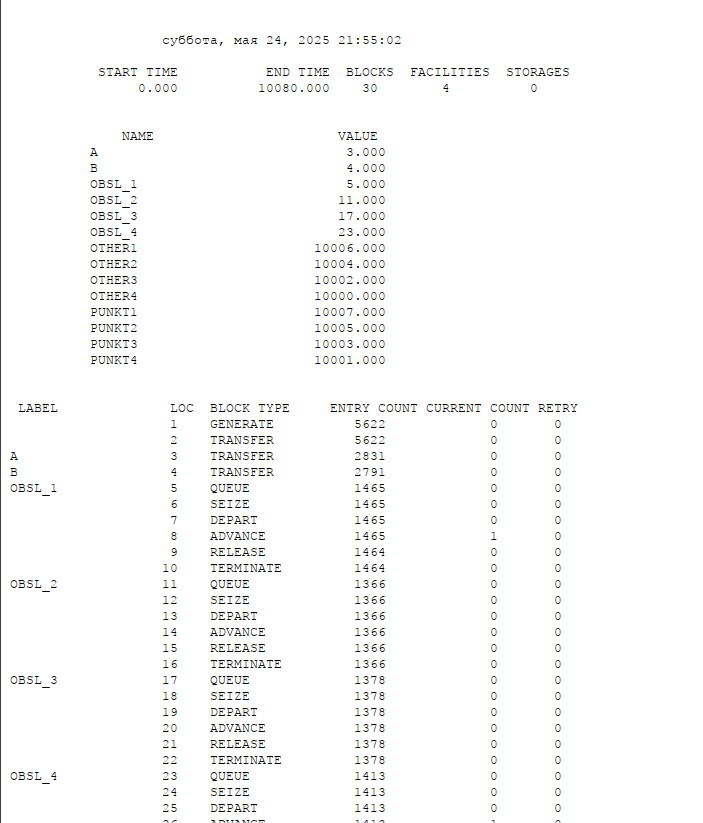 суббота, мая 24, 2025 21:55:02
START TIME END TIME BLOCKS FACILITIES STORAGES
0.000 10080.000 30 4 0
NAME VALUE
A 3.000
B 4.000
OBSL_1 5.000
OBSL_2 11.000
OBSL_3 17.000
OBSL_4 23.000
OTHER1 10006.000
OTHER2 10004.000
OTHER3 10002.000
OTHER4 10000.000
PUNKT1 10007.000
PUNKT2 10005.000
PUNKT3 10003.000
PUNKT4 10001.000
LABEL LOC BLOCK TYPE ENTRY COUNT CURRENT COUNT RETRY
1 GENERATE 5622 0 0
2 TRANSFER 5622 0 0
A 3 TRANSFER 2831 0 0
B 4 TRANSFER 2791 0 0
OBSL_1 5 QUEUE 1465 0 0
6 SEIZE 1465 0 0
7 DEPART 1465 0 0
8 ADVANCE 1465 1 0
9 RELEASE 1464 0 0
10 TERMINATE 1464 0 0
OBSL_2 11 QUEUE 1366 0 0
12 SEIZE 1366 0 0
13 DEPART 1366 0 0
14 ADVANCE 1366 0 0
15 RELEASE 1366 0 0
16 TERMINATE 1366 0 0
OBSL_3 17 QUEUE 1378 0 0
18 SEIZE 1378 0 0
19 DEPART 1378 0 0
20 ADVANCE 1378 0 0
21 RELEASE 1378 0 0
22 TERMINATE 1378 0 0
OBSL_4 23 QUEUE 1413 0 0
24 SEIZE 1413 0 0
25 DEPART 1413 0 0